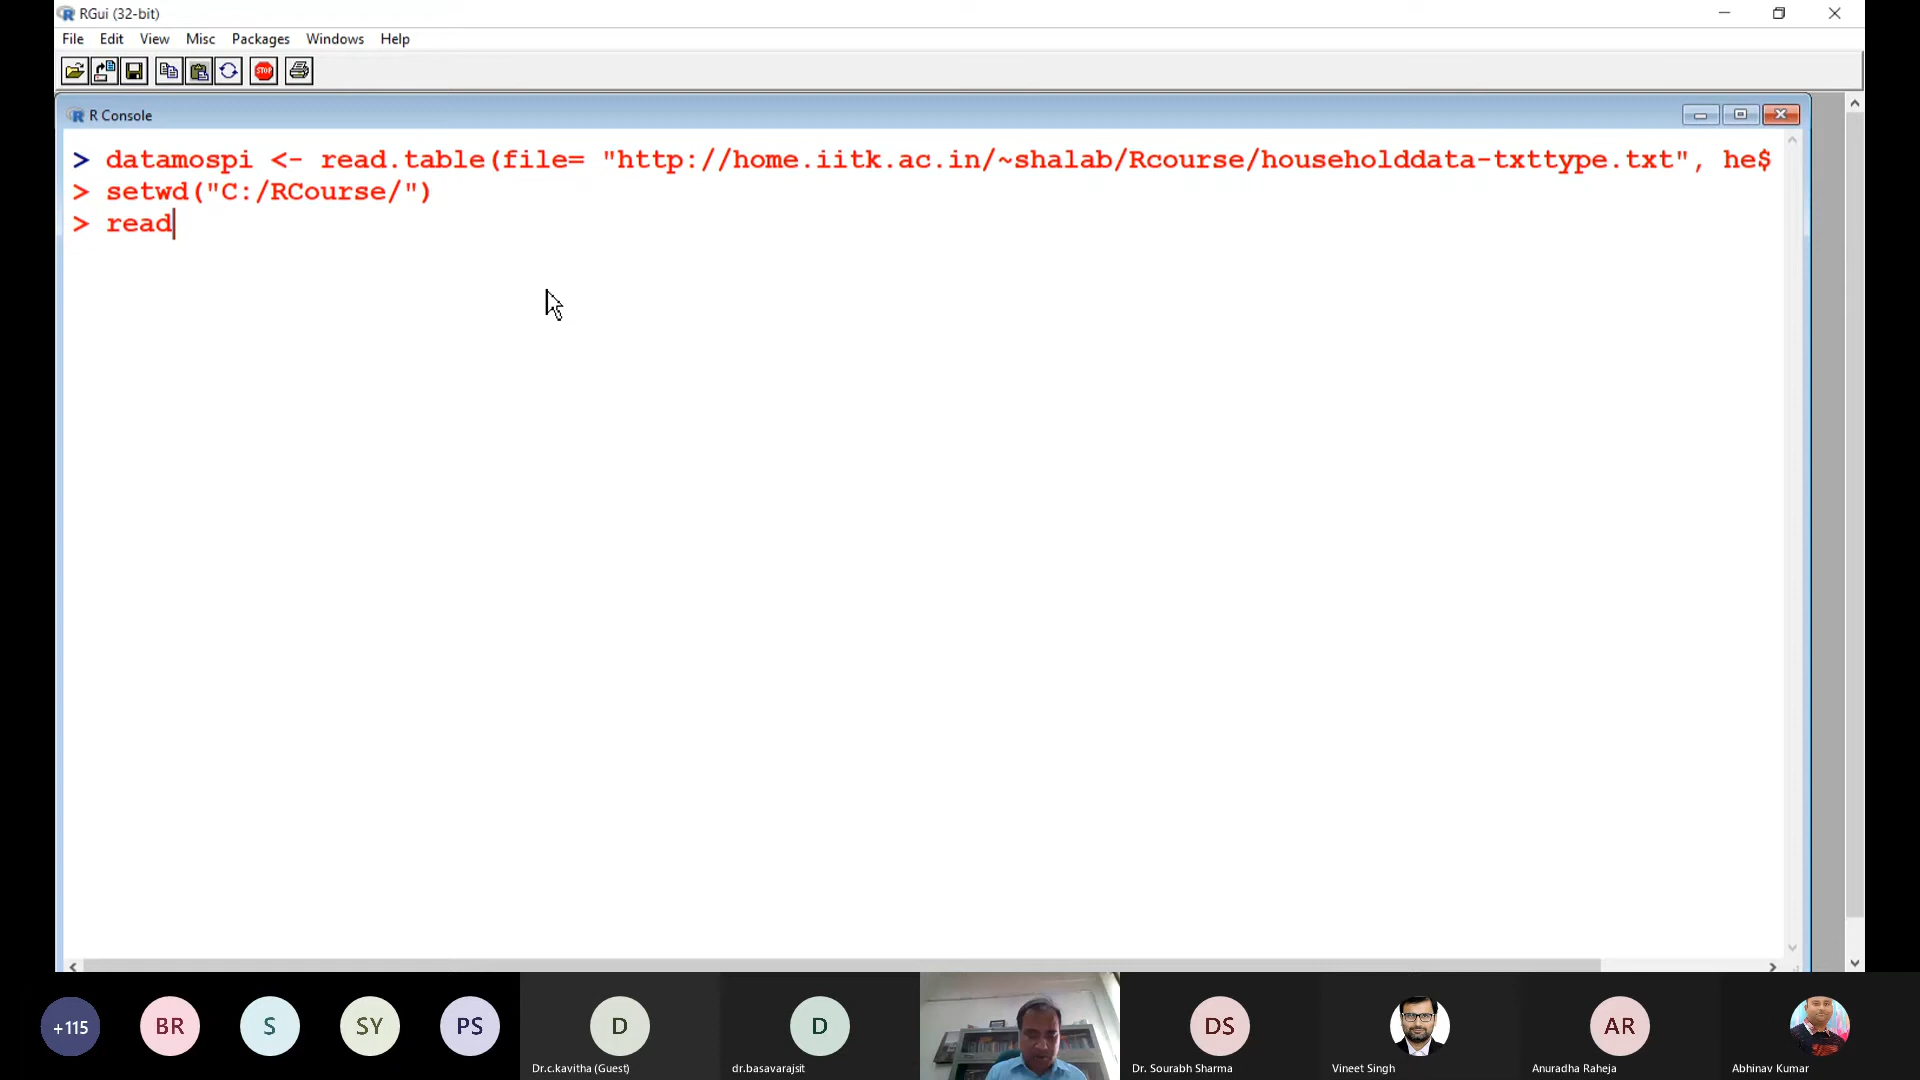 RGui (32-bit)
File Edit View Misc Packages Windows Help
STOP
R Console
> datamospi <- read.table(file= "http://home.iitk.ac.in/~shalab/Rcourse/householddata-txttype.txt", he$
> setwd("C:/RCourse/")
> read
+115 BR S SY PS D D DS AR
Dr.c.kavitha (Guest) dr.basavarajsit Dr. Sourabh Sharma Vineet Singh Anuradha Raheja Abhinav Kumar